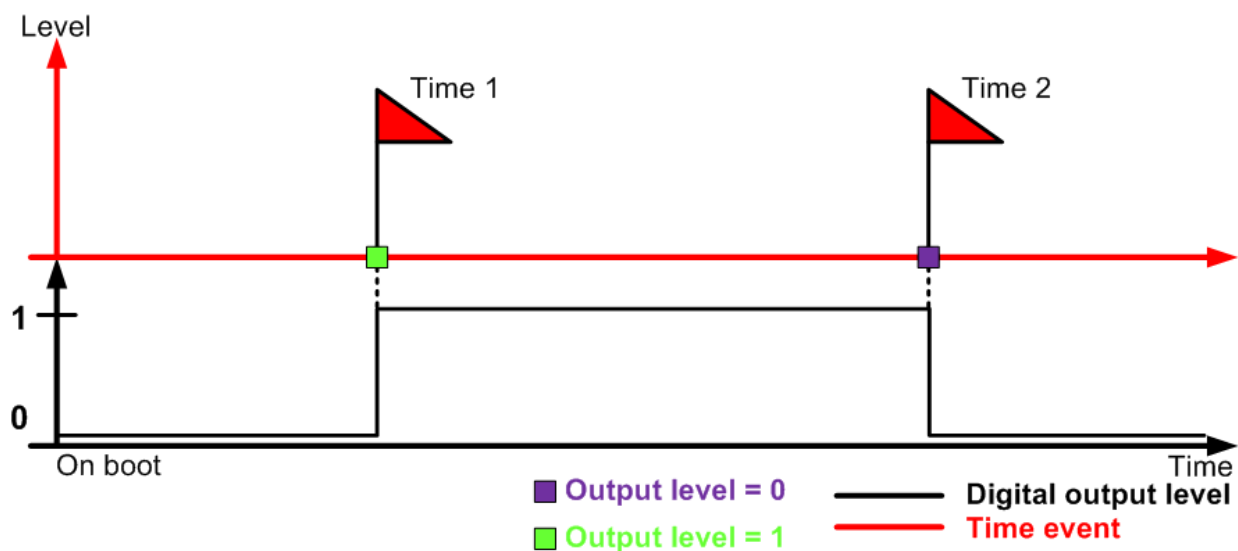 Level
Time 1
Time 2
1
0
On boot
Time
Output level = 0
Digital output level
Output level = 1
Time event